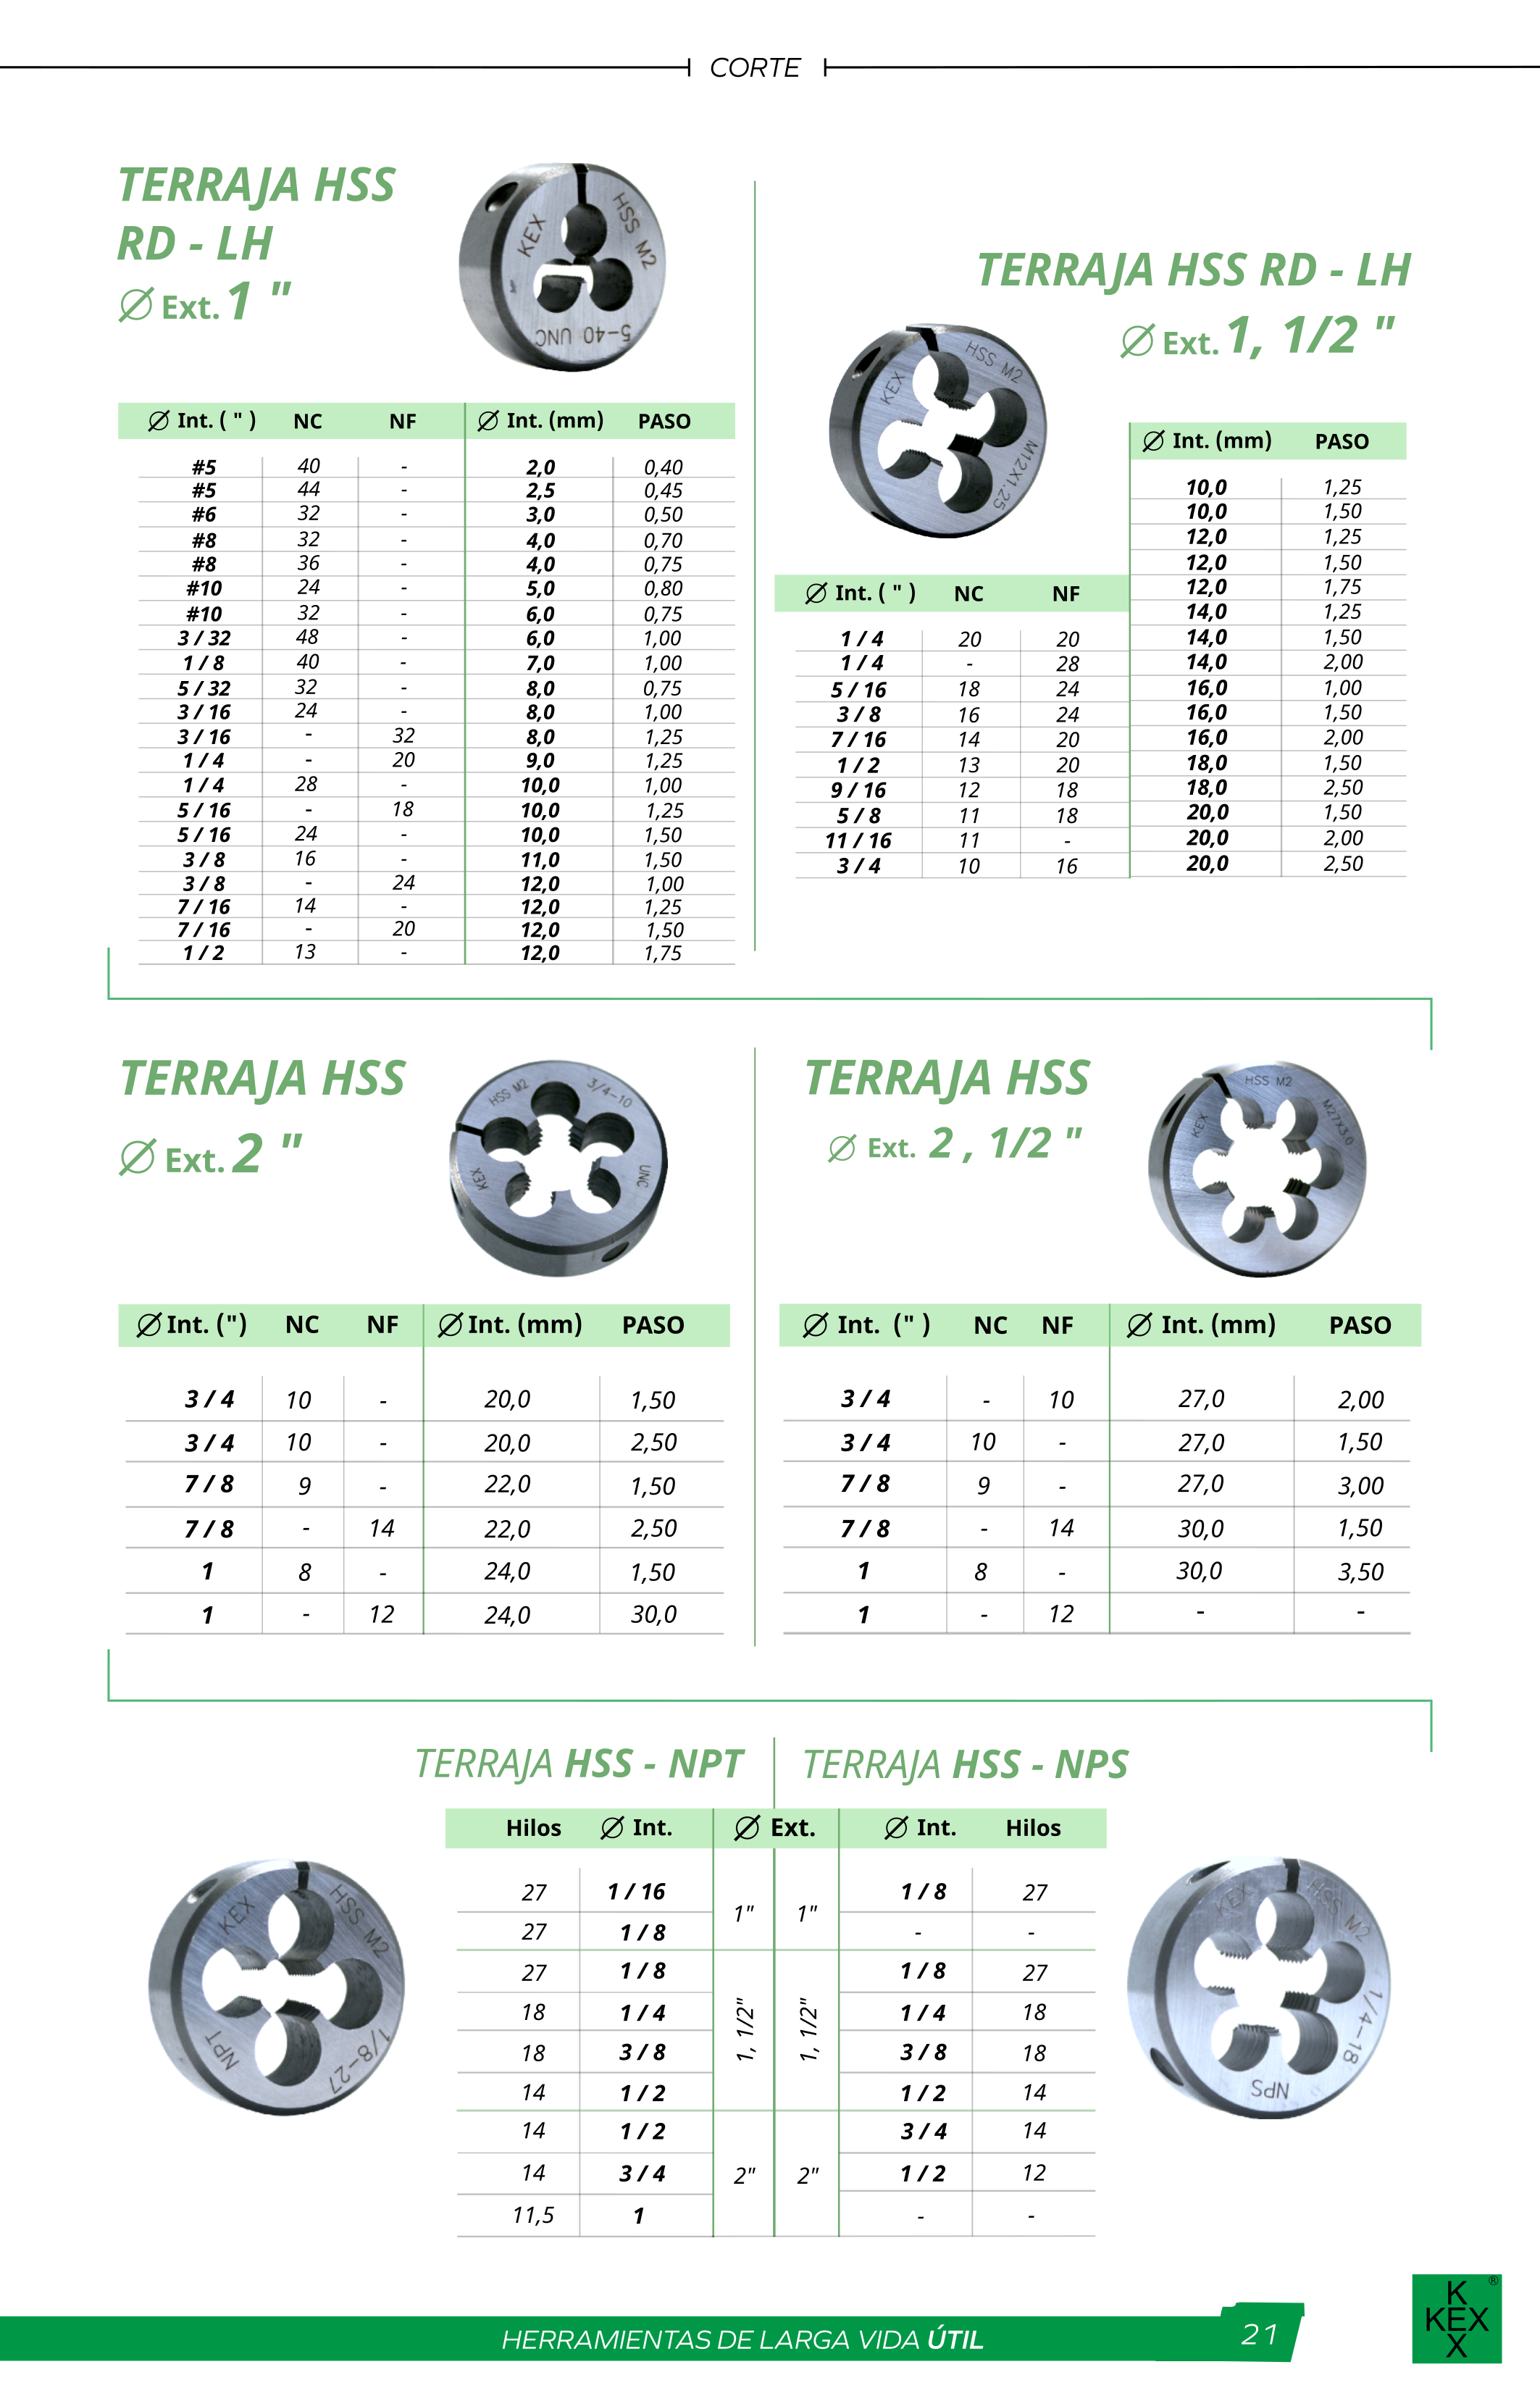 CORTE
TERRAJA HSS
RD - LH
Ø Ext. 1 "
KEX HSS M2 5-40 UNC
Ø Int. ( " ) NC NF Ø Int. (mm) PASO
#5 40 - 2,0 0,40
#5 44 - 2,5 0,45
#6 32 - 3,0 0,50
#8 32 - 4,0 0,70
#8 36 - 4,0 0,75
#10 24 - 5,0 0,80
#10 32 - 6,0 0,75
3 / 32 48 - 6,0 1,00
1 / 8 40 - 7,0 1,00
5 / 32 32 - 8,0 0,75
3 / 16 24 - 8,0 1,00
3 / 16 - 32 8,0 1,25
1 / 4 - 20 9,0 1,25
1 / 4 28 - 10,0 1,00
5 / 16 - 18 10,0 1,25
5 / 16 24 - 10,0 1,50
3 / 8 16 - 11,0 1,50
3 / 8 - 24 12,0 1,00
7 / 16 14 - 12,0 1,25
7 / 16 - 20 12,0 1,50
1 / 2 13 - 12,0 1,75
TERRAJA HSS RD - LH
Ø Ext. 1, 1/2 "
KEX HSS M2 M12X1.25
Ø Int. ( " ) NC NF
1 / 4 20 20
1 / 4 - 28
5 / 16 18 24
3 / 8 16 24
7 / 16 14 20
1 / 2 13 20
9 / 16 12 18
5 / 8 11 18
11 / 16 11 -
3 / 4 10 16
Ø Int. (mm) PASO
10,0 1,25
10,0 1,50
12,0 1,25
12,0 1,50
12,0 1,75
14,0 1,25
14,0 1,50
14,0 2,00
16,0 1,00
16,0 1,50
16,0 2,00
18,0 1,50
18,0 2,50
20,0 1,50
20,0 2,00
20,0 2,50
TERRAJA HSS
Ø Ext. 2 "
HSS M2 3/4-10 UNC KEX
Ø Int. (") NC NF Ø Int. (mm) PASO
3 / 4 10 - 20,0 1,50
3 / 4 10 - 20,0 2,50
7 / 8 9 - 22,0 1,50
7 / 8 - 14 22,0 2,50
1 8 - 24,0 1,50
1 - 12 24,0 30,0
TERRAJA HSS
Ø Ext. 2 , 1/2 "
KEX HSS M2 M27x3.0
Ø Int. (" ) NC NF Ø Int. (mm) PASO
3 / 4 - 10 27,0 2,00
3 / 4 10 - 27,0 1,50
7 / 8 9 - 27,0 3,00
7 / 8 - 14 30,0 1,50
1 8 - 30,0 3,50
1 - 12 - -
TERRAJA HSS - NPT TERRAJA HSS - NPS
Hilos Ø Int. Ø Ext. Ø Int. Hilos
27 1 / 16 1" 1" 1 / 8 27
27 1 / 8 - -
27 1 / 8 1, 1/2" 1, 1/2" 1 / 8 27
18 1 / 4 1 / 4 18
18 3 / 8 3 / 8 18
14 1 / 2 1 / 2 14
14 1 / 2 2" 2" 3 / 4 14
14 3 / 4 1 / 2 12
11,5 1 - -
KEX HSS M2 1/8-27 NPT
KEX HSS M2 1/4-18 NPS
HERRAMIENTAS DE LARGA VIDA ÚTIL
21
K
KEX
X
®